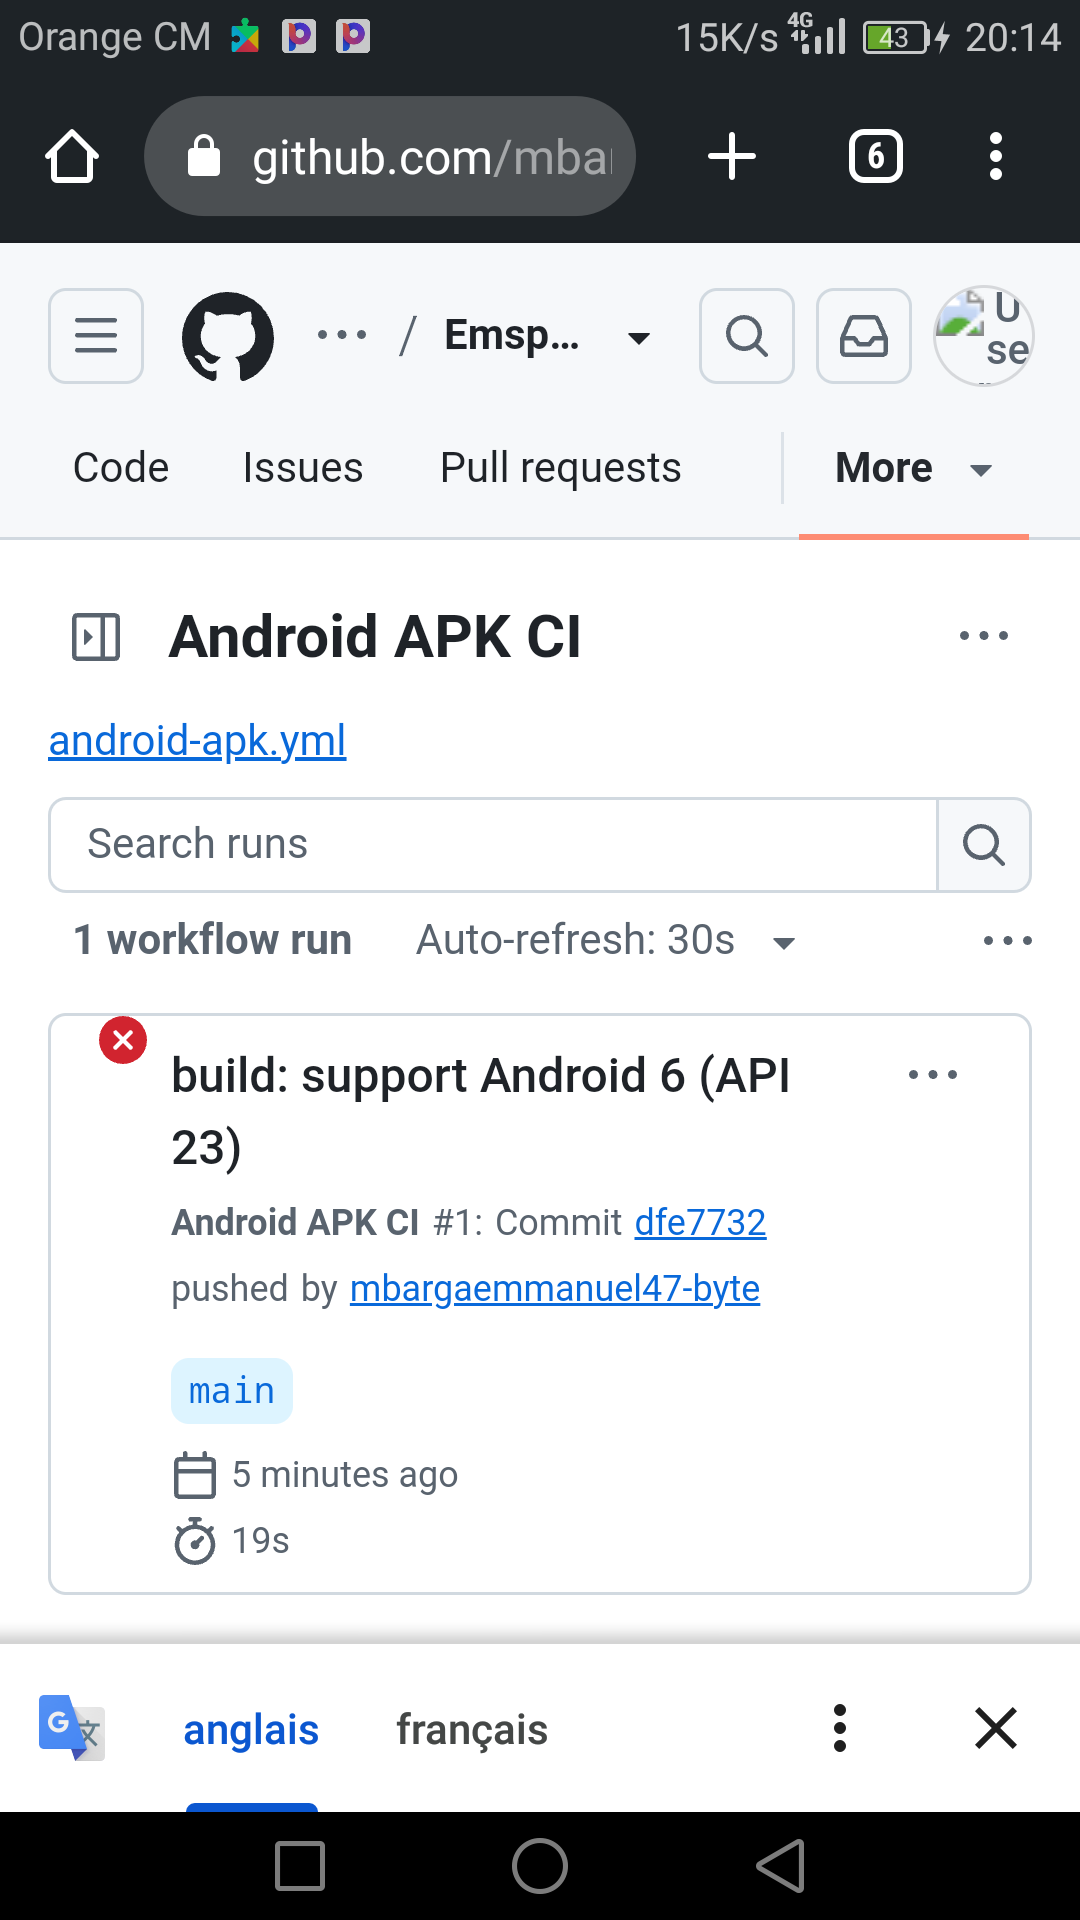 Orange CM 15K/s 4G 43 20:14
github.com/mba
6
... / Emsp...
U
se
Code Issues Pull requests More
Android APK CI
android-apk.yml
Search runs
1 workflow run Auto-refresh: 30s
build: support Android 6 (API
23)
Android APK CI #1: Commit dfe7732
pushed by mbargaemmanuel47-byte
main
5 minutes ago
19s
G 文 anglais français